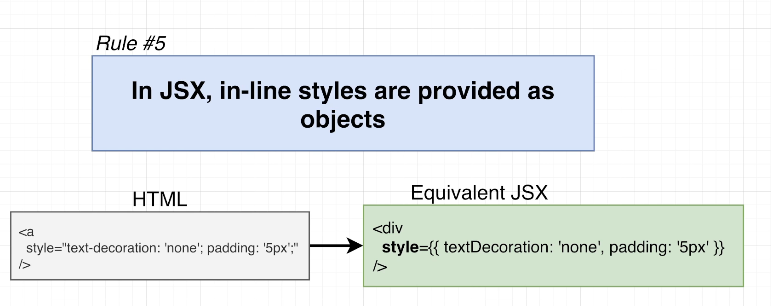 Rule #5
In JSX, in-line styles are provided as
objects
HTML
<a
style="text-decoration: 'none'; padding: '5px';"
/>
Equivalent JSX
<div
style={{ textDecoration: 'none', padding: '5px' }}
/>